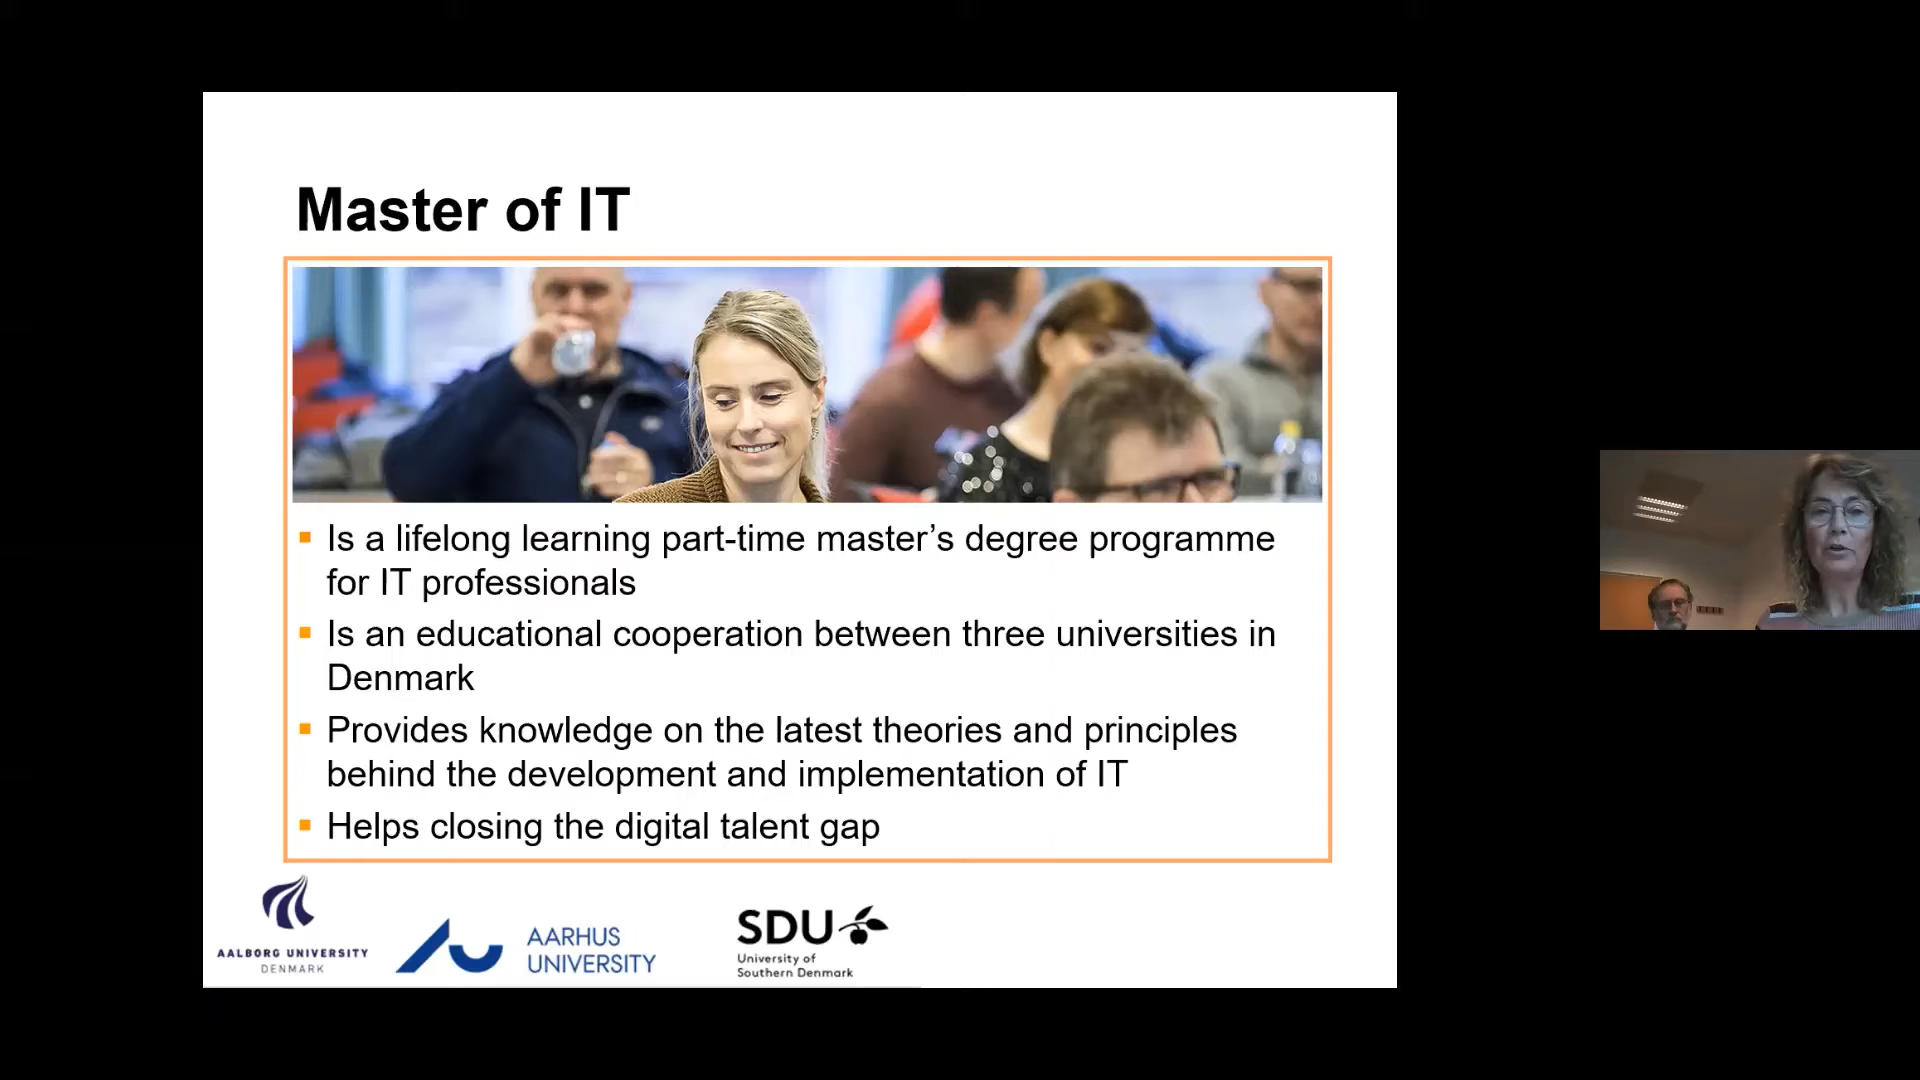 Master of IT
Is a lifelong learning part-time master’s degree programme
for IT professionals
Is an educational cooperation between three universities in
Denmark
Provides knowledge on the latest theories and principles
behind the development and implementation of IT
Helps closing the digital talent gap
AALBORG UNIVERSITY
DENMARK
AARHUS
UNIVERSITY
SDU
University of
Southern Denmark